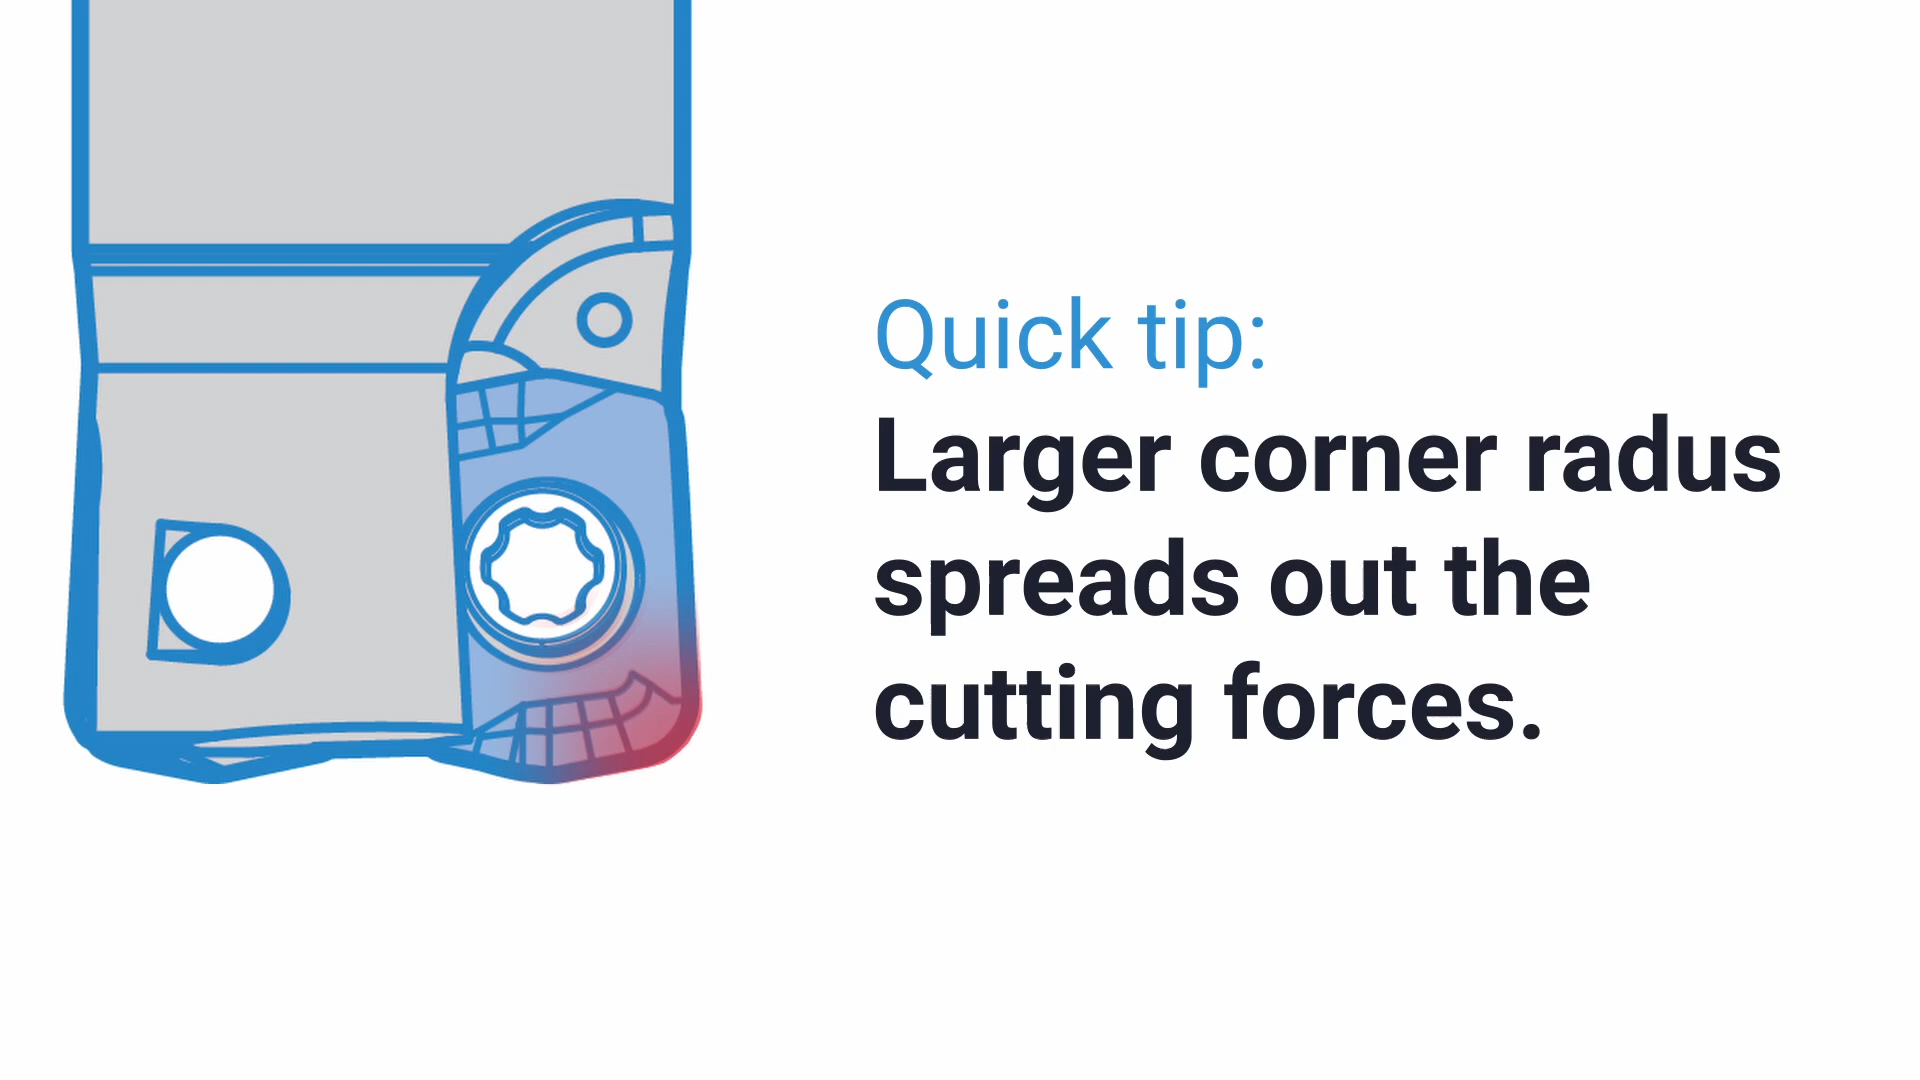 Quick tip:
Larger corner radus
spreads out the
cutting forces.